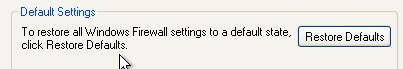 Default Settings
To restore all Windows Firewall settings to a default state,
click Restore Defaults.
Restore Defaults